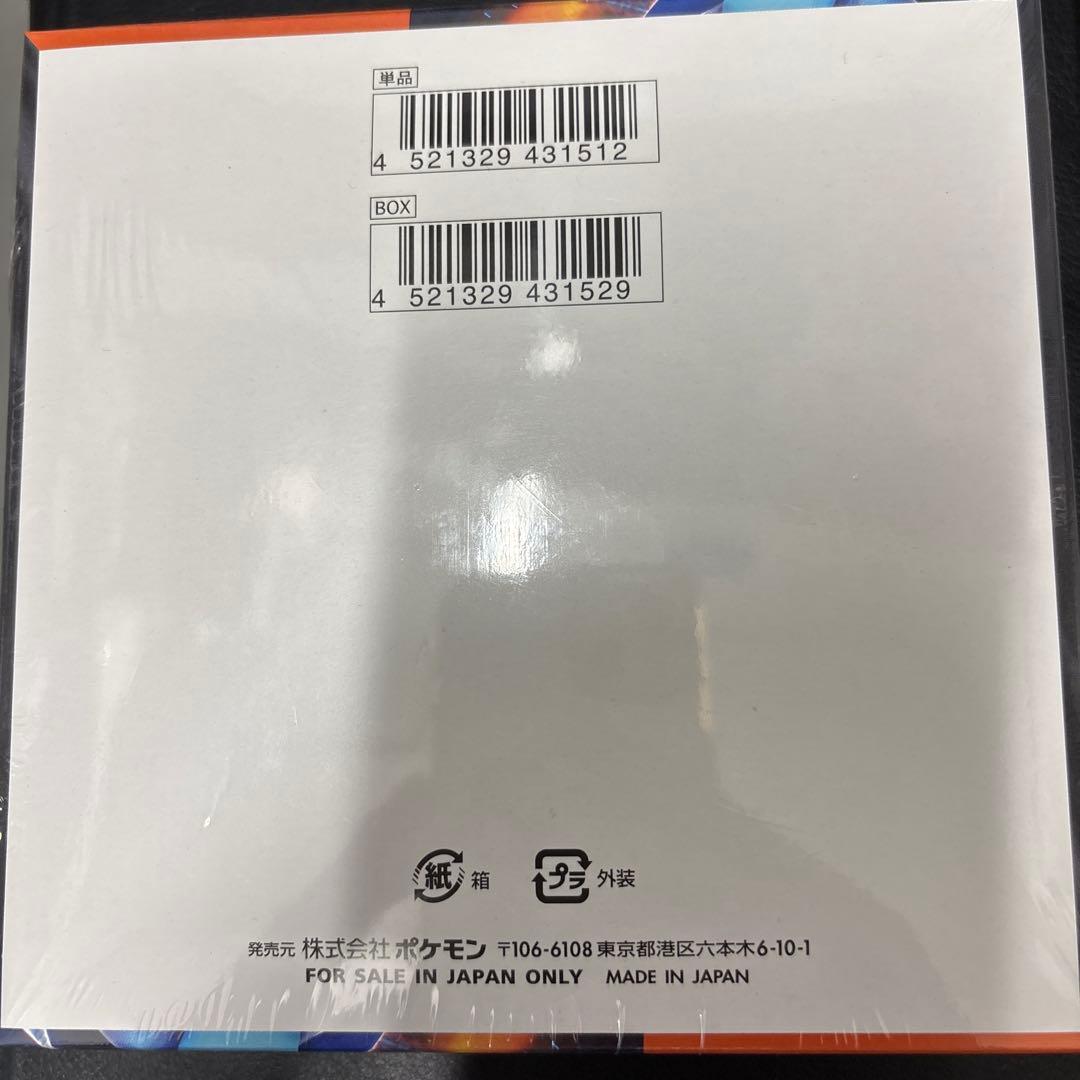 単品
4 521329 431512
BOX
4 521329 431529
紙 箱 プラ 外装
発売元 株式会社 ポケモン 〒106-6108 東京都港区六本木6-10-1
FOR SALE IN JAPAN ONLY MADE IN JAPAN